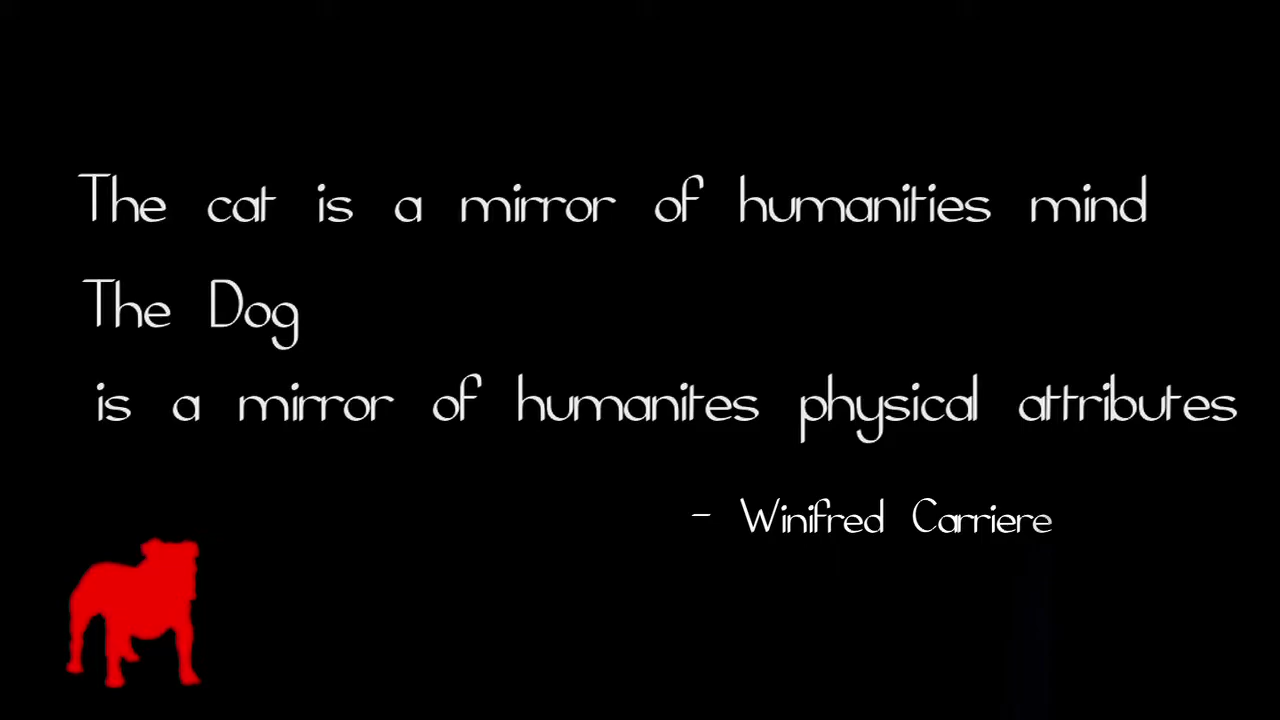 The cat is a mirror of humanities mind
The Dog
is a mirror of humanites physical attributes
- Winifred Carriere